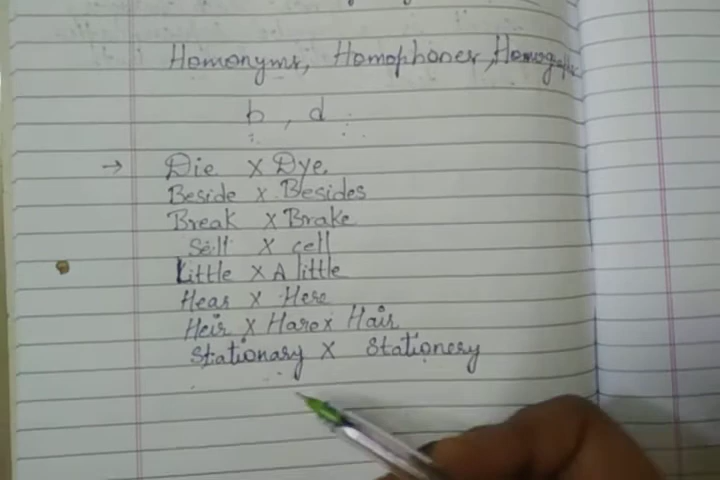 Homonyms, Homophones, Homographs
b, d
→ Die X Dye.
Beside X Besides
Break X Brake
Sell X cell
Little X A little
Hear X Here
Heir X Hare X Hair
Stationary X Stationery